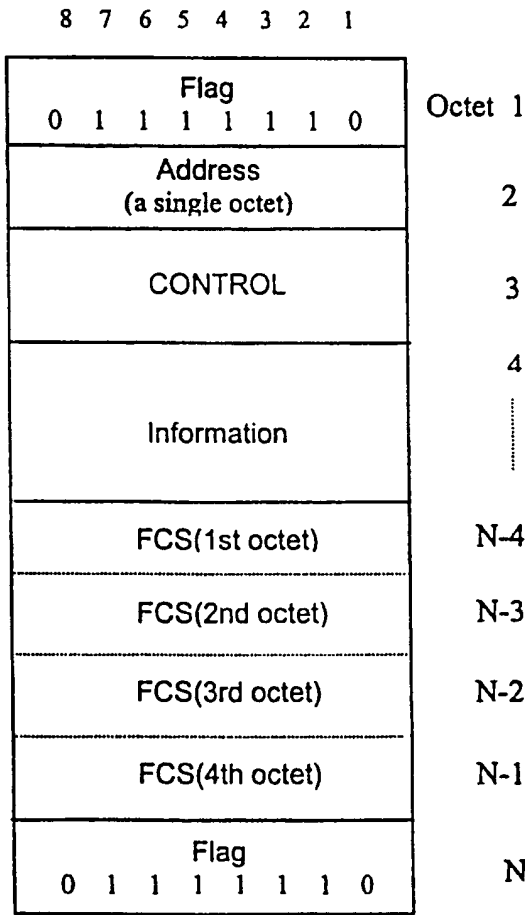 8 7 6 5 4 3 2 1
Flag
0 1 1 1 1 1 1 0 Octet 1
Address
(a single octet) 2
CONTROL 3
4
Information
FCS(1st octet) N-4
FCS(2nd octet) N-3
FCS(3rd octet) N-2
FCS(4th octet) N-1
Flag
0 1 1 1 1 1 1 0 N